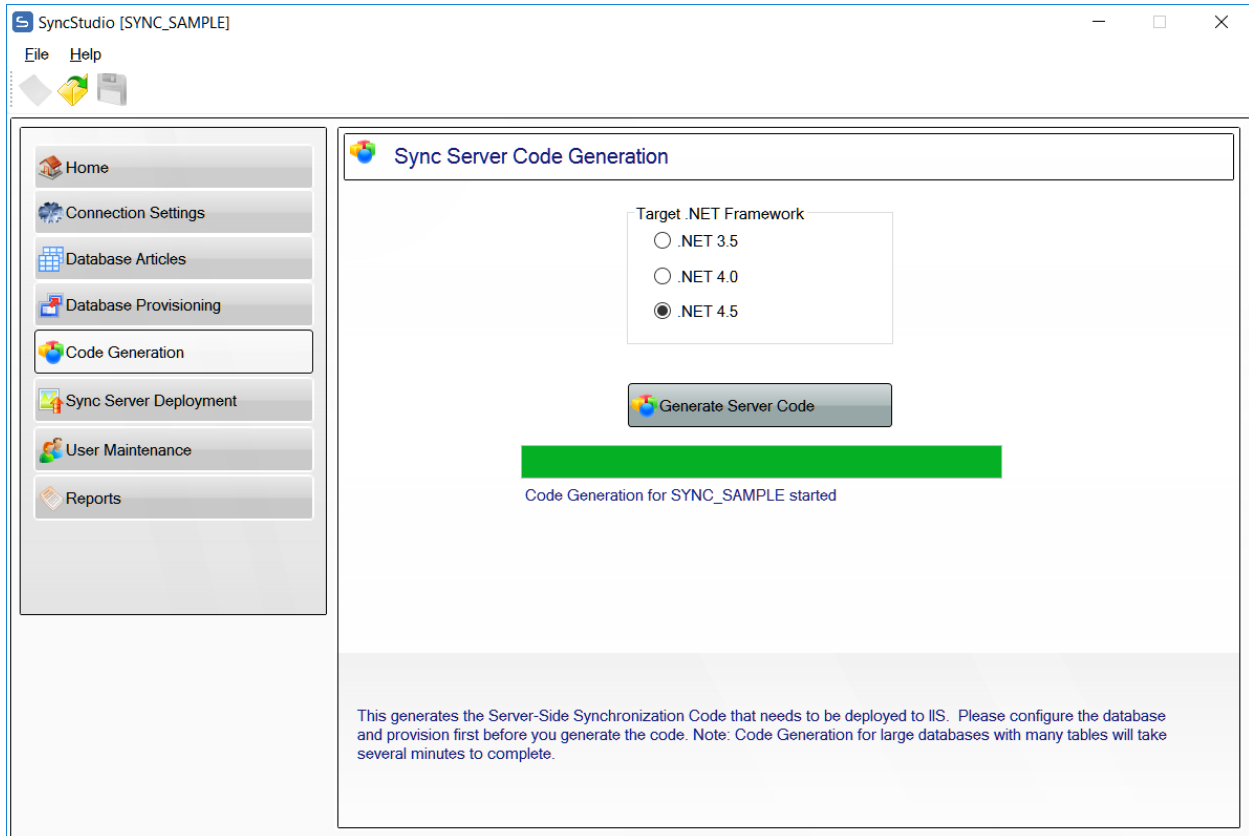 SyncStudio [SYNC_SAMPLE]
File Help
Home
Connection Settings
Database Articles
Database Provisioning
Code Generation
Sync Server Deployment
User Maintenance
Reports
Sync Server Code Generation
Target .NET Framework
.NET 3.5
.NET 4.0
.NET 4.5
Generate Server Code
Code Generation for SYNC_SAMPLE started
This generates the Server-Side Synchronization Code that needs to be deployed to IIS. Please configure the database
and provision first before you generate the code. Note: Code Generation for large databases with many tables will take
several minutes to complete.